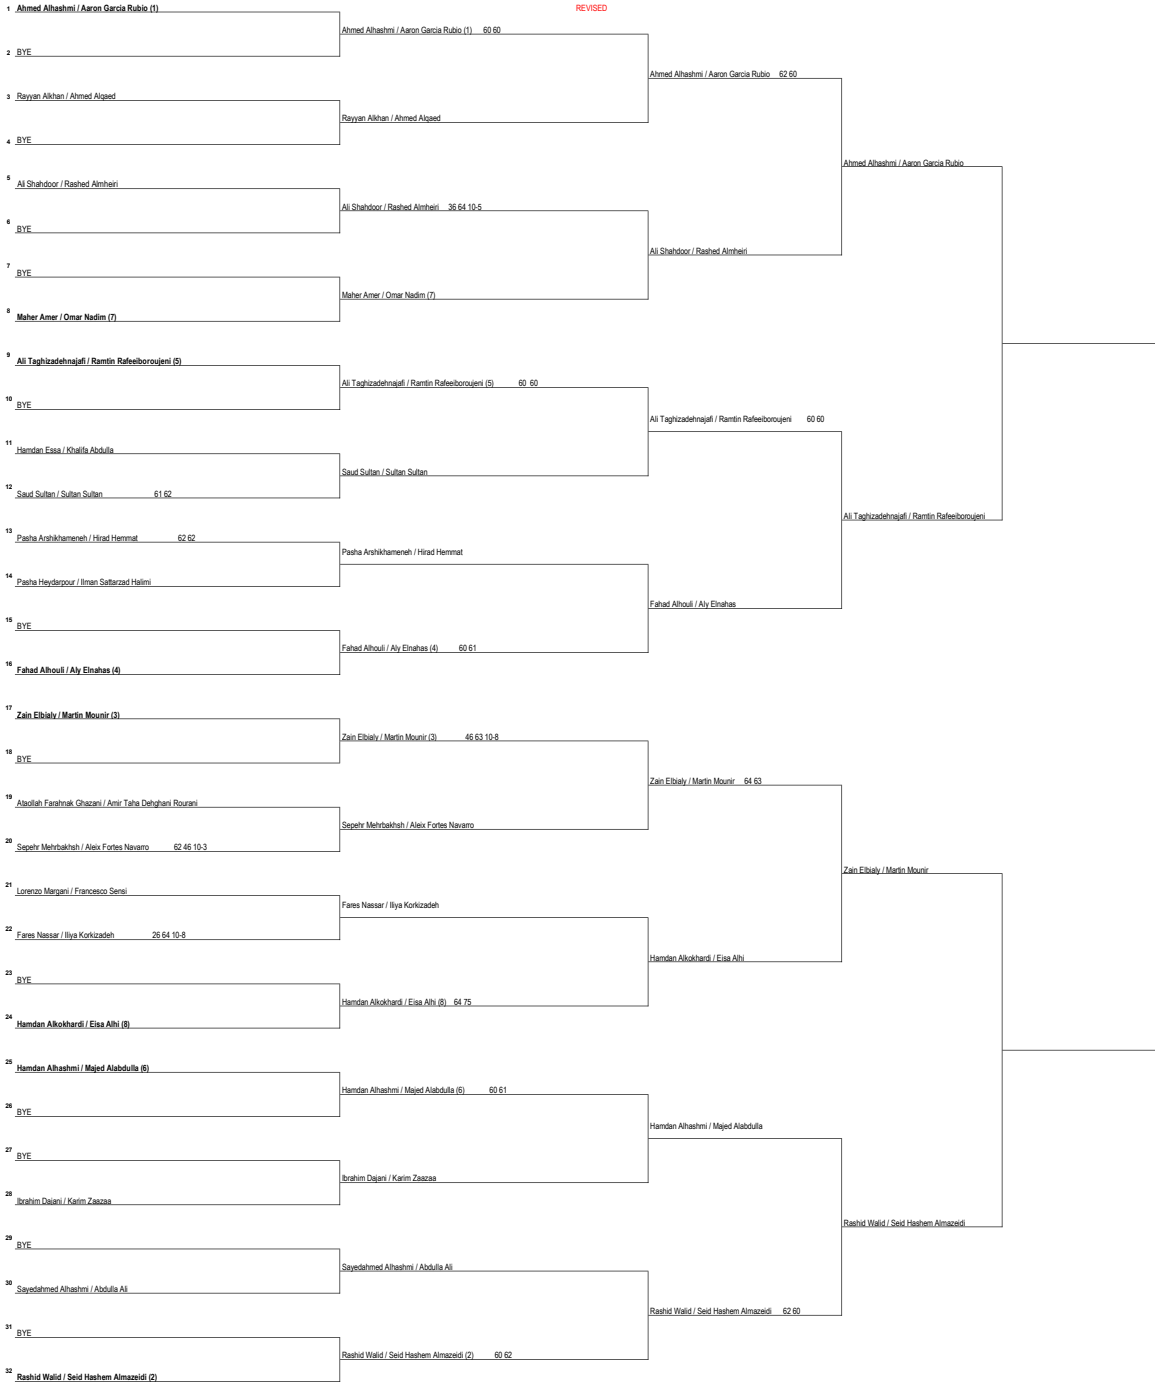 REVISED
1 Ahmed Alhashmi / Aaron Garcia Rubio (1)
Ahmed Alhashmi / Aaron Garcia Rubio (1) 60 60
2 BYE
Ahmed Alhashmi / Aaron Garcia Rubio 62 60
3 Rayyan Alkhan / Ahmed Alqaed
Rayyan Alkhan / Ahmed Alqaed
4 BYE
Ahmed Alhashmi / Aaron Garcia Rubio
5 Ali Shahdoor / Rashed Almheiri
Ali Shahdoor / Rashed Almheiri 36 64 10-5
6 BYE
Ali Shahdoor / Rashed Almheiri
7 BYE
Maher Amer / Omar Nadim (7)
8 Maher Amer / Omar Nadim (7)
9 Ali Taghizadehnajafi / Ramtin Rafeeiboroujeni (5)
Ali Taghizadehnajafi / Ramtin Rafeeiboroujeni (5) 60 60
10 BYE
Ali Taghizadehnajafi / Ramtin Rafeeiboroujeni 60 60
11 Hamdan Essa / Khalifa Abdulla
Saud Sultan / Sultan Sultan
12 Saud Sultan / Sultan Sultan 61 62
Ali Taghizadehnajafi / Ramtin Rafeeiboroujeni
13 Pasha Arshikhameneh / Hirad Hemmat 62 62
Pasha Arshikhameneh / Hirad Hemmat
14 Pasha Heydarpour / Ilman Sattarzad Halimi
Fahad Alhouli / Aly Elnahas
15 BYE
Fahad Alhouli / Aly Elnahas (4) 60 61
16 Fahad Alhouli / Aly Elnahas (4)
17 Zain Elbialy / Martin Mounir (3)
Zain Elbialy / Martin Mounir (3) 46 63 10-8
18 BYE
Zain Elbialy / Martin Mounir 64 63
19 Ataollah Farahnak Ghazani / Amir Taha Dehghani Rourani
Sepehr Mehrbakhsh / Aleix Fortes Navarro
20 Sepehr Mehrbakhsh / Aleix Fortes Navarro 62 46 10-3
Zain Elbialy / Martin Mounir
21 Lorenzo Margani / Francesco Sensi
Fares Nassar / Iliya Korkizadeh
22 Fares Nassar / Iliya Korkizadeh 26 64 10-8
Hamdan Alkokhardi / Eisa Alhi
23 BYE
Hamdan Alkokhardi / Eisa Alhi (8) 64 75
24 Hamdan Alkokhardi / Eisa Alhi (8)
25 Hamdan Alhashmi / Majed Alabdulla (6)
Hamdan Alhashmi / Majed Alabdulla (6) 60 61
26 BYE
Hamdan Alhashmi / Majed Alabdulla
27 BYE
Ibrahim Dajani / Karim Zaazaa
28 Ibrahim Dajani / Karim Zaazaa
Rashid Walid / Seid Hashem Almazeidi
29 BYE
Sayedahmed Alhashmi / Abdulla Ali
30 Sayedahmed Alhashmi / Abdulla Ali
Rashid Walid / Seid Hashem Almazeidi 62 60
31 BYE
Rashid Walid / Seid Hashem Almazeidi (2) 60 62
32 Rashid Walid / Seid Hashem Almazeidi (2)